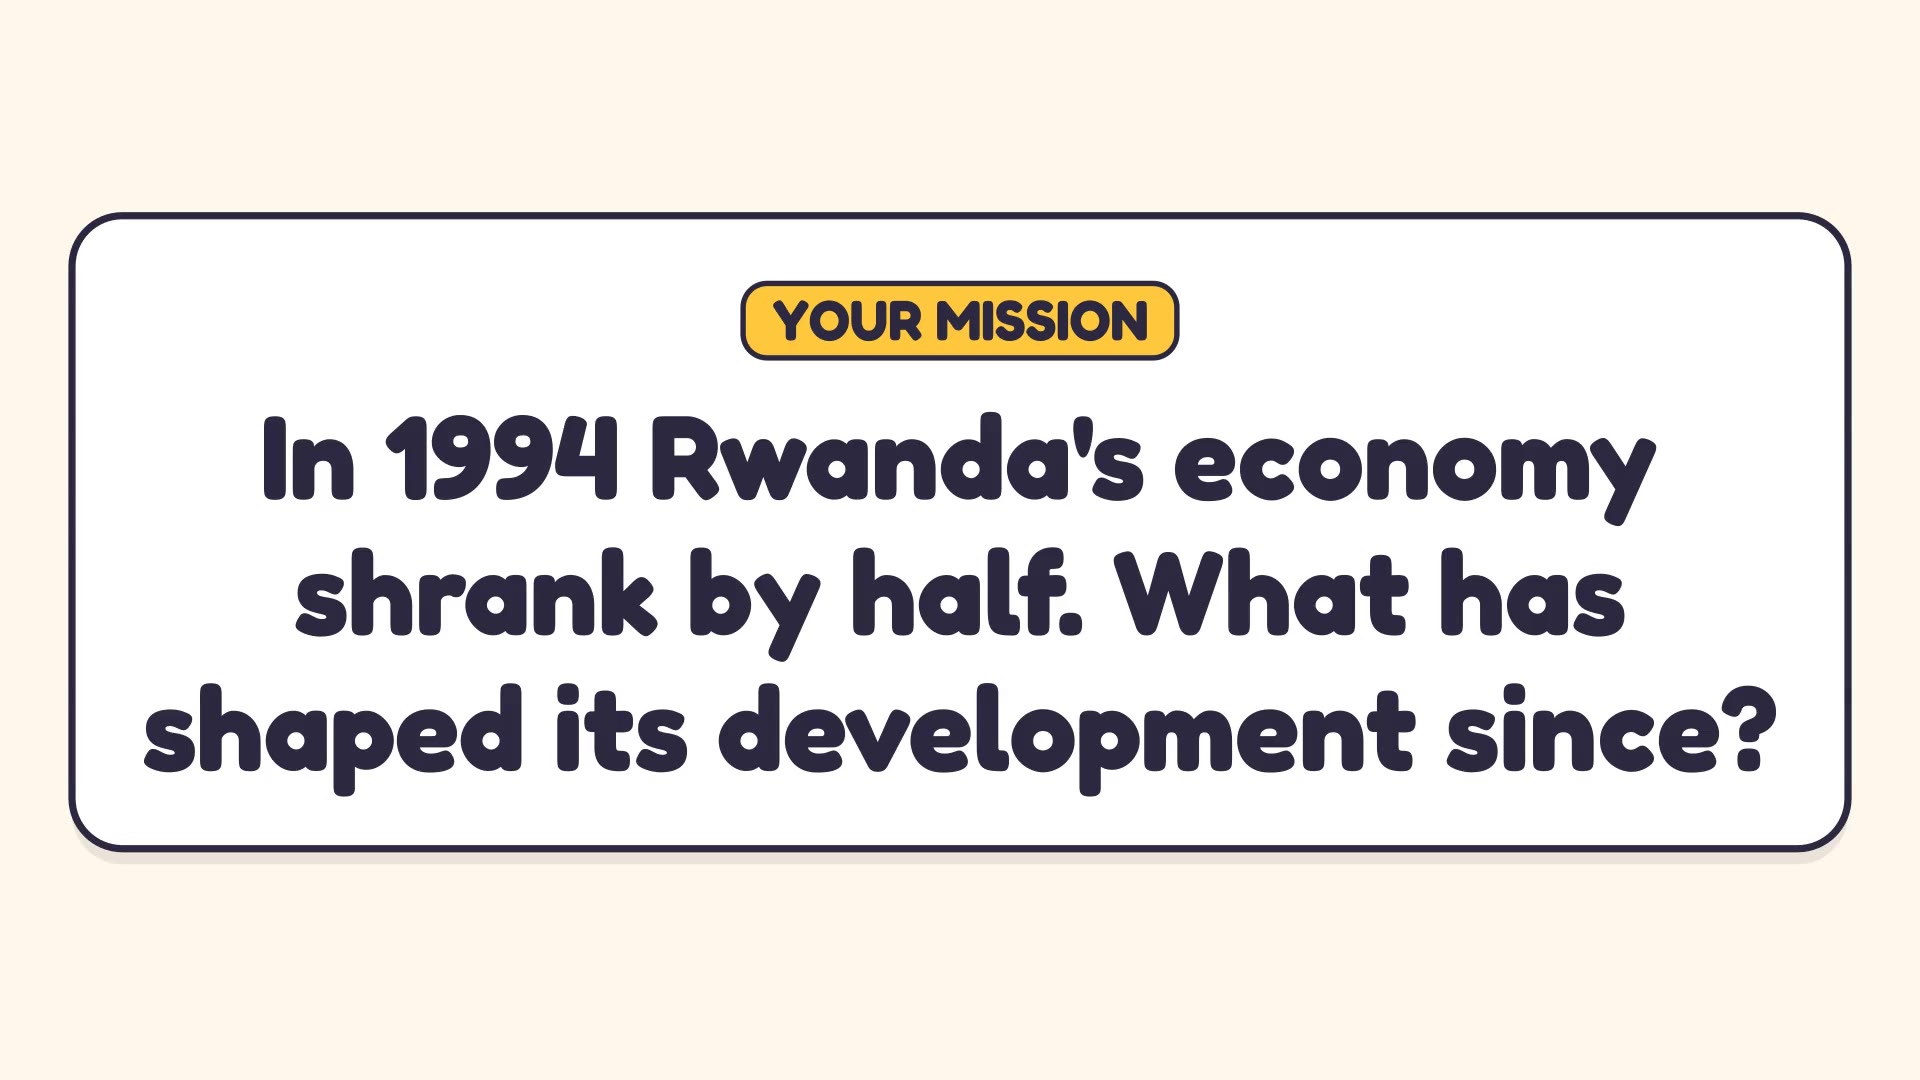 YOUR MISSION
In 1994 Rwanda's economy
shrank by half. What has
shaped its development since?